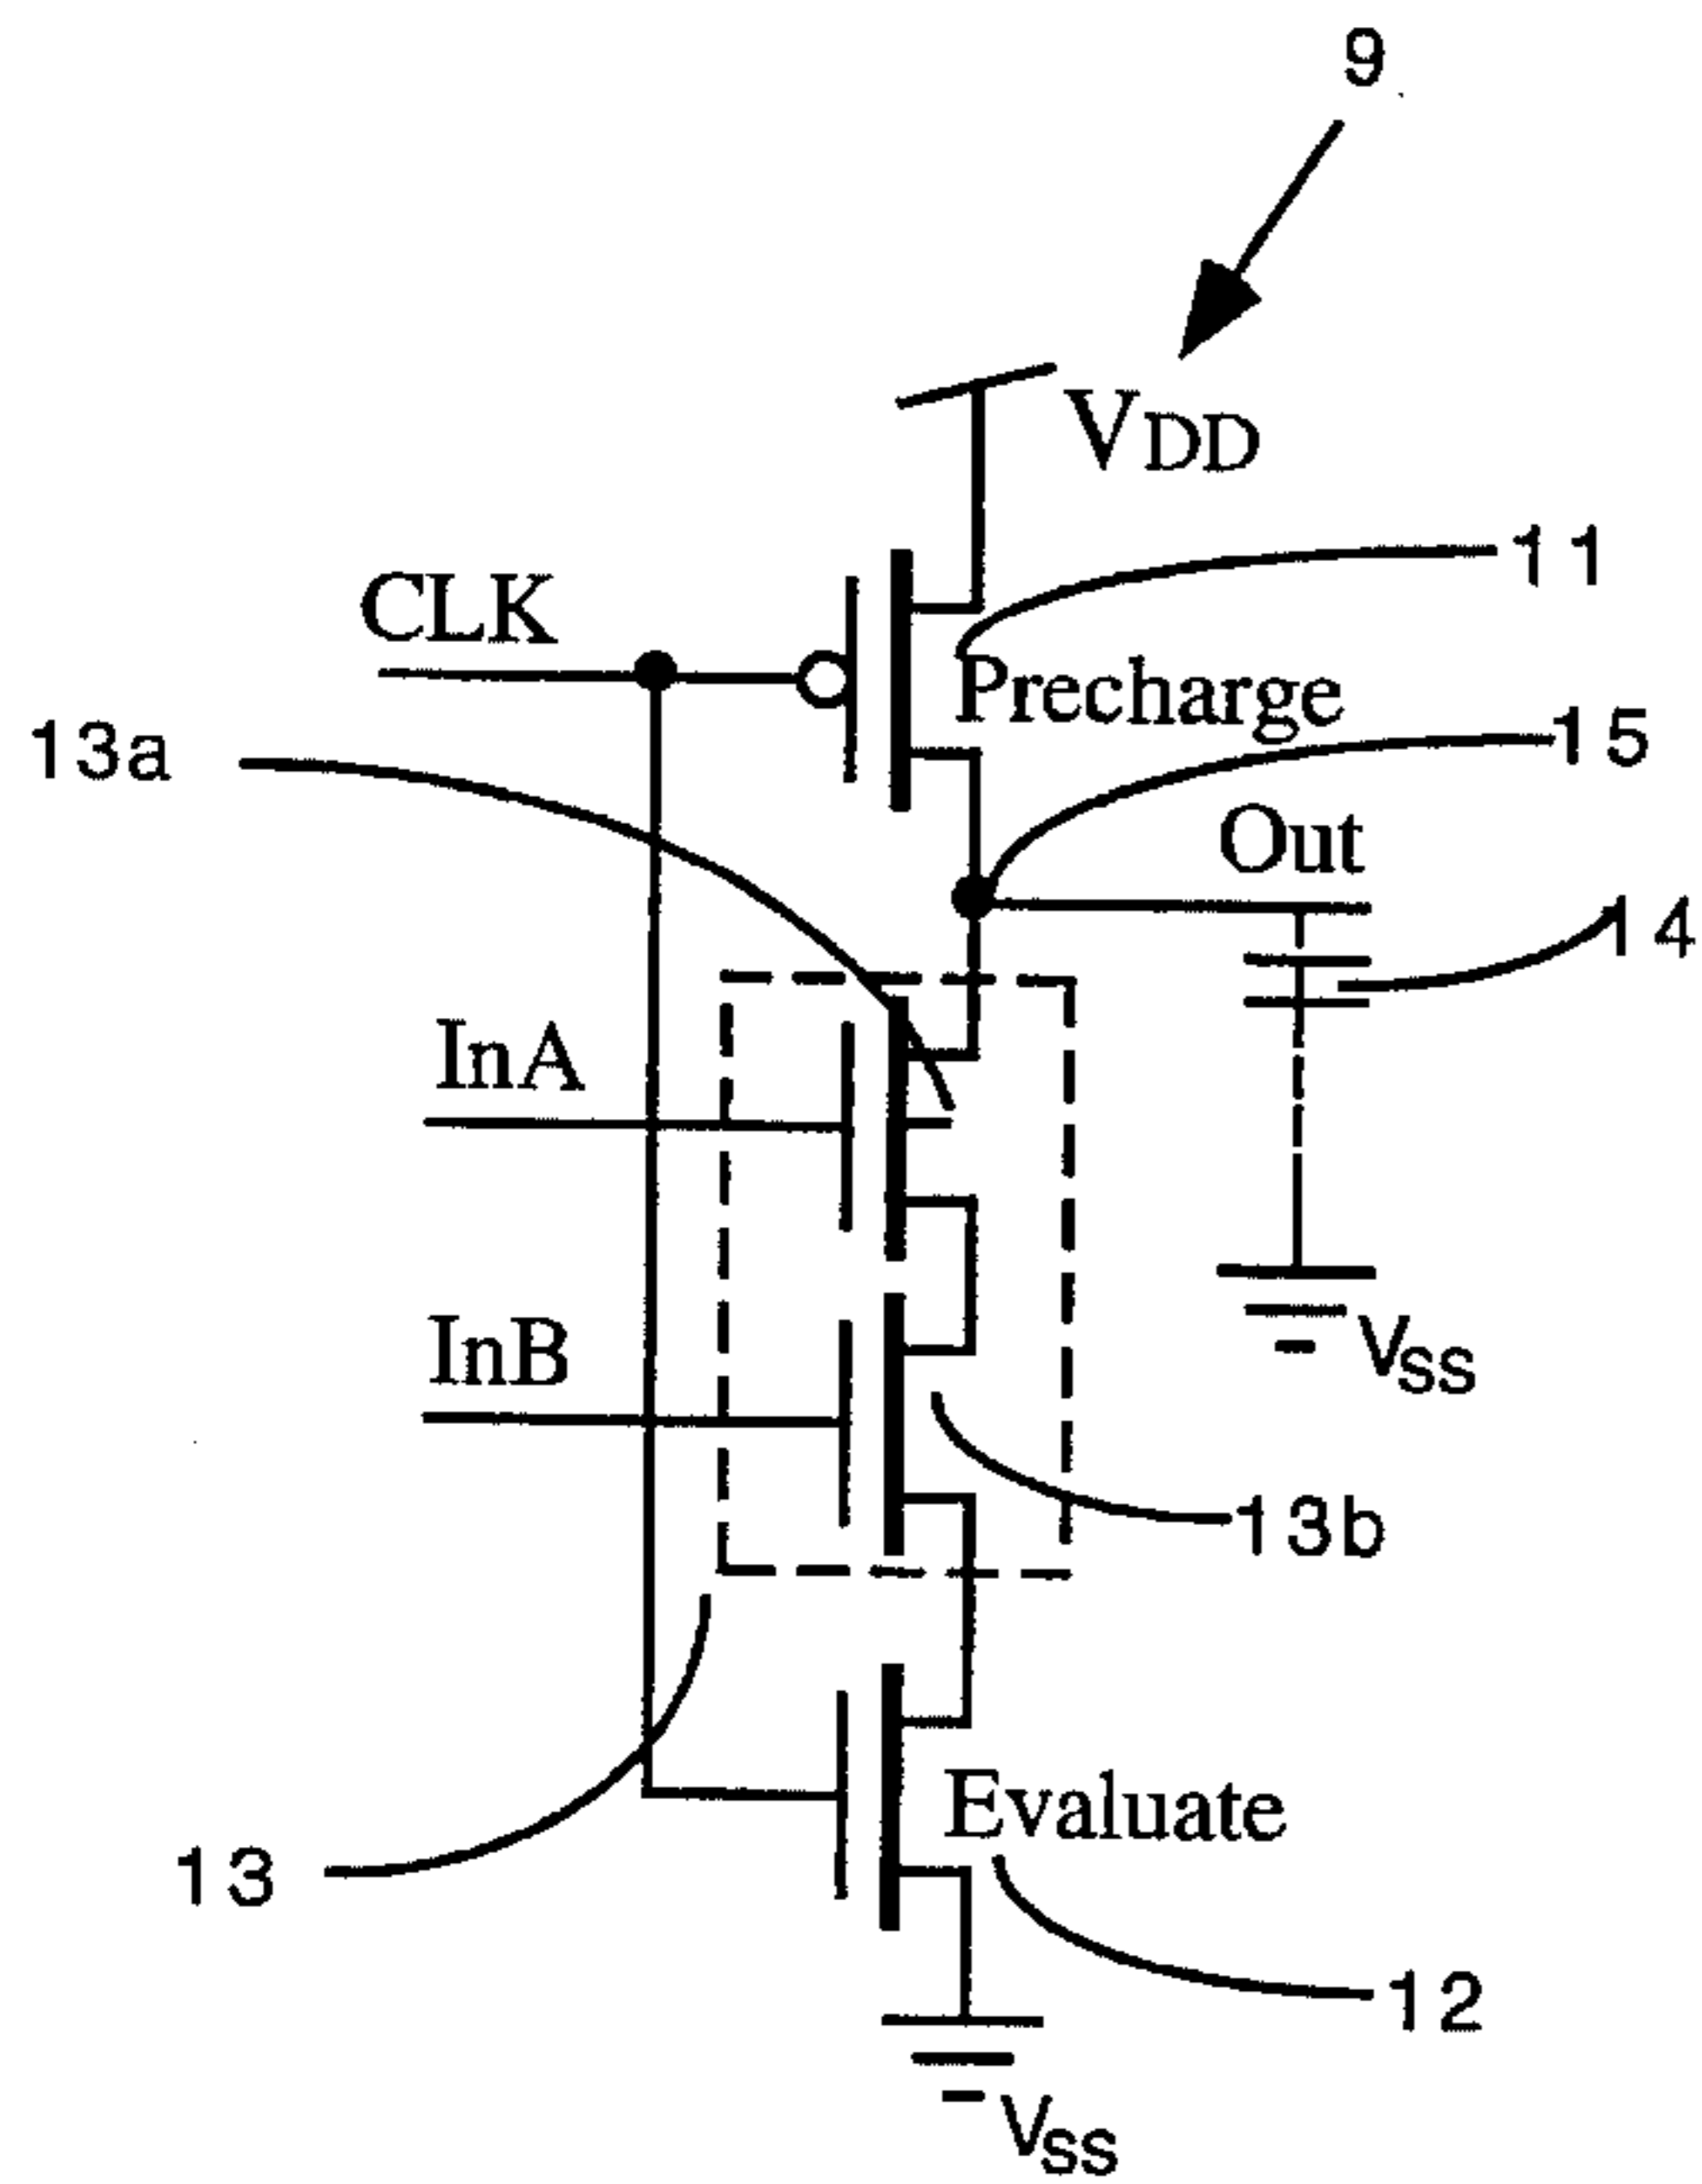 9
VDD
11
CLK
Precharge
13a
15
Out
14
InA
InB
VSS
13b
Evaluate
13
12
VSS